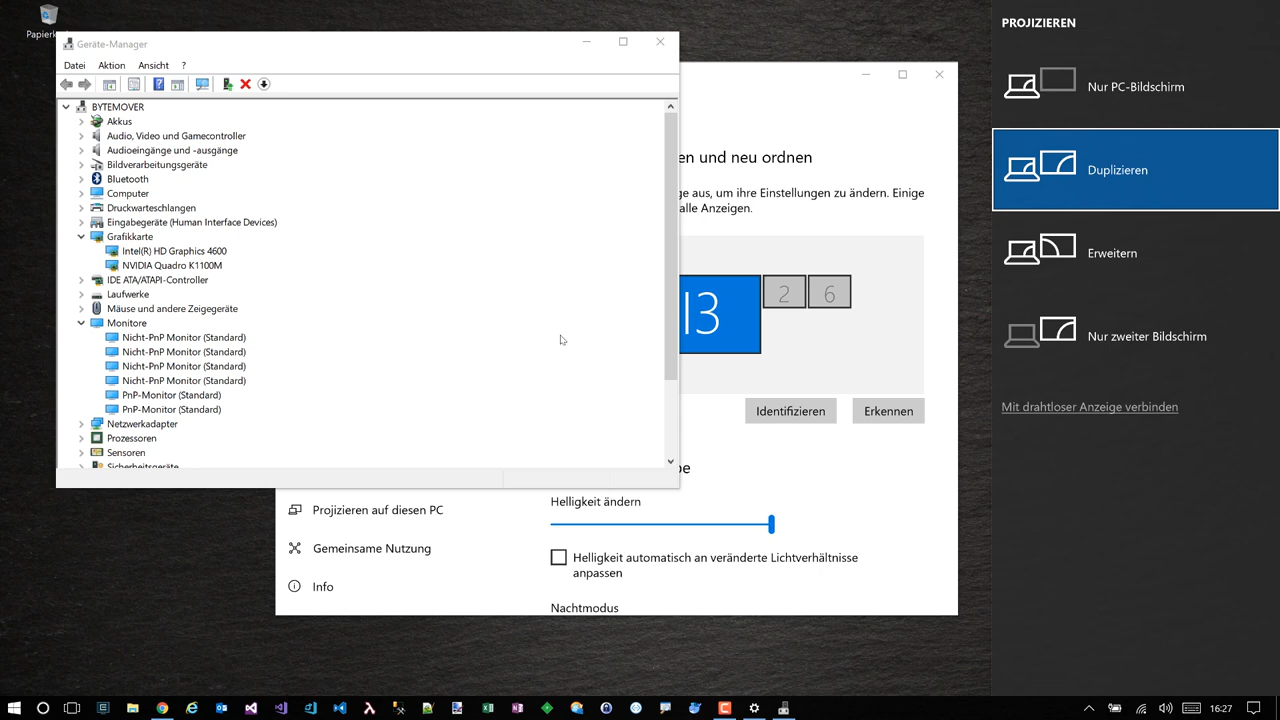 Papierk
Geräte-Manager
Datei Aktion Ansicht ?
BYTEMOVER
Akkus
Audio, Video und Gamecontroller
Audioeingänge und -ausgänge
Bildverarbeitungsgeräte
Bluetooth
Computer
Druckwarteschlangen
Eingabegeräte (Human Interface Devices)
Grafikkarte
Intel(R) HD Graphics 4600
NVIDIA Quadro K1100M
IDE ATA/ATAPI-Controller
Laufwerke
Mäuse und andere Zeigegeräte
Monitore
Nicht-PnP Monitor (Standard)
Nicht-PnP Monitor (Standard)
Nicht-PnP Monitor (Standard)
Nicht-PnP Monitor (Standard)
PnP-Monitor (Standard)
PnP-Monitor (Standard)
Netzwerkadapter
Prozessoren
Sensoren
Sicherheitsgeräte
en und neu ordnen
ge aus, um ihre Einstellungen zu ändern. Einige
alle Anzeigen.
|3 2 6
Identifizieren Erkennen
be
Helligkeit ändern
Helligkeit automatisch an veränderte Lichtverhältnisse
anpassen
Nachtmodus
Projizieren auf diesen PC
Gemeinsame Nutzung
Info
PROJIZIEREN
Nur PC-Bildschirm
Duplizieren
Erweitern
Nur zweiter Bildschirm
Mit drahtloser Anzeige verbinden
16:27